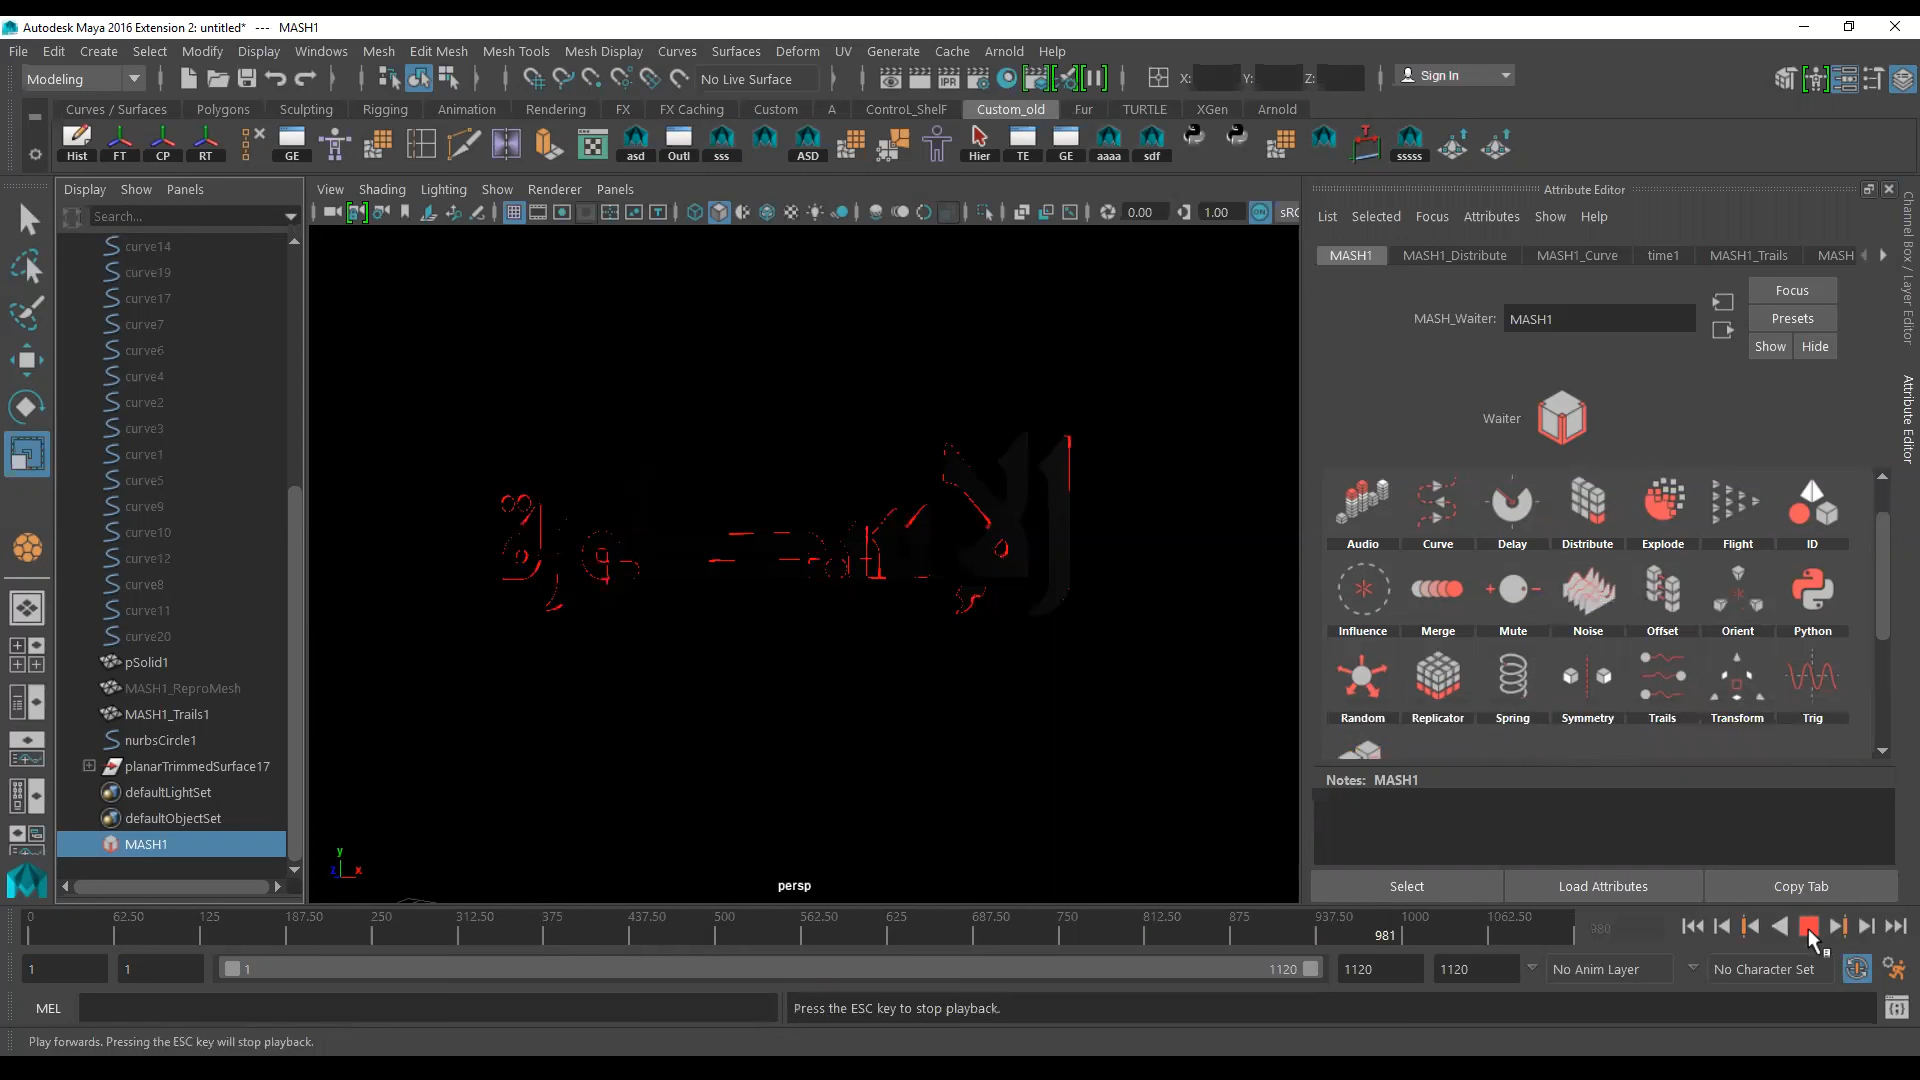 Autodesk Maya 2016 Extension 2: untitled* --- MASH1
File Edit Create Select Modify Display Windows Mesh Edit Mesh Mesh Tools Mesh Display Curves Surfaces Deform UV Generate Cache Arnold Help
Modeling No Live Surface X: Y: Z: Sign In
Curves / Surfaces Polygons Sculpting Rigging Animation Rendering FX FX Caching Custom A ControL_ShelF Custom_old Fur TURTLE XGen Arnold
IPR
Hist FT CP RT GE asd Outl sss ASD Hier TE GE aaaa sdf sssss
Display Show Panels
Search...
curve14
curve19
curve17
curve7
curve6
curve4
curve2
curve3
curve1
curve5
curve9
curve10
curve12
curve8
curve11
curve20
pSolid1
MASH1_ReproMesh
MASH1_Trails1
nurbsCircle1
planarTrimmedSurface17
defaultLightSet
defaultObjectSet
MASH1
View Shading Lighting Show Renderer Panels
0.00 1.00 ON sRG
y
z x
persp
Attribute Editor
List Selected Focus Attributes Show Help
MASH1 MASH1_Distribute MASH1_Curve time1 MASH1_Trails MASH
MASH_Waiter: MASH1
Focus
Presets
Show Hide
Waiter
Audio Curve Delay Distribute Explode Flight ID
Influence Merge Mute Noise Offset Orient Python
Random Replicator Spring Symmetry Trails Transform Trig
Notes: MASH1
Select Load Attributes Copy Tab
Channel Box / Layer Editor
Attribute Editor
0 62.50 125 187.50 250 312.50 375 437.50 500 562.50 625 687.50 750 812.50 875 937.50 1000 1062.50
981
980
1 1 1 1120 1120 1120 No Anim Layer No Character Set
MEL Press the ESC key to stop playback.
Play forwards. Pressing the ESC key will stop playback.